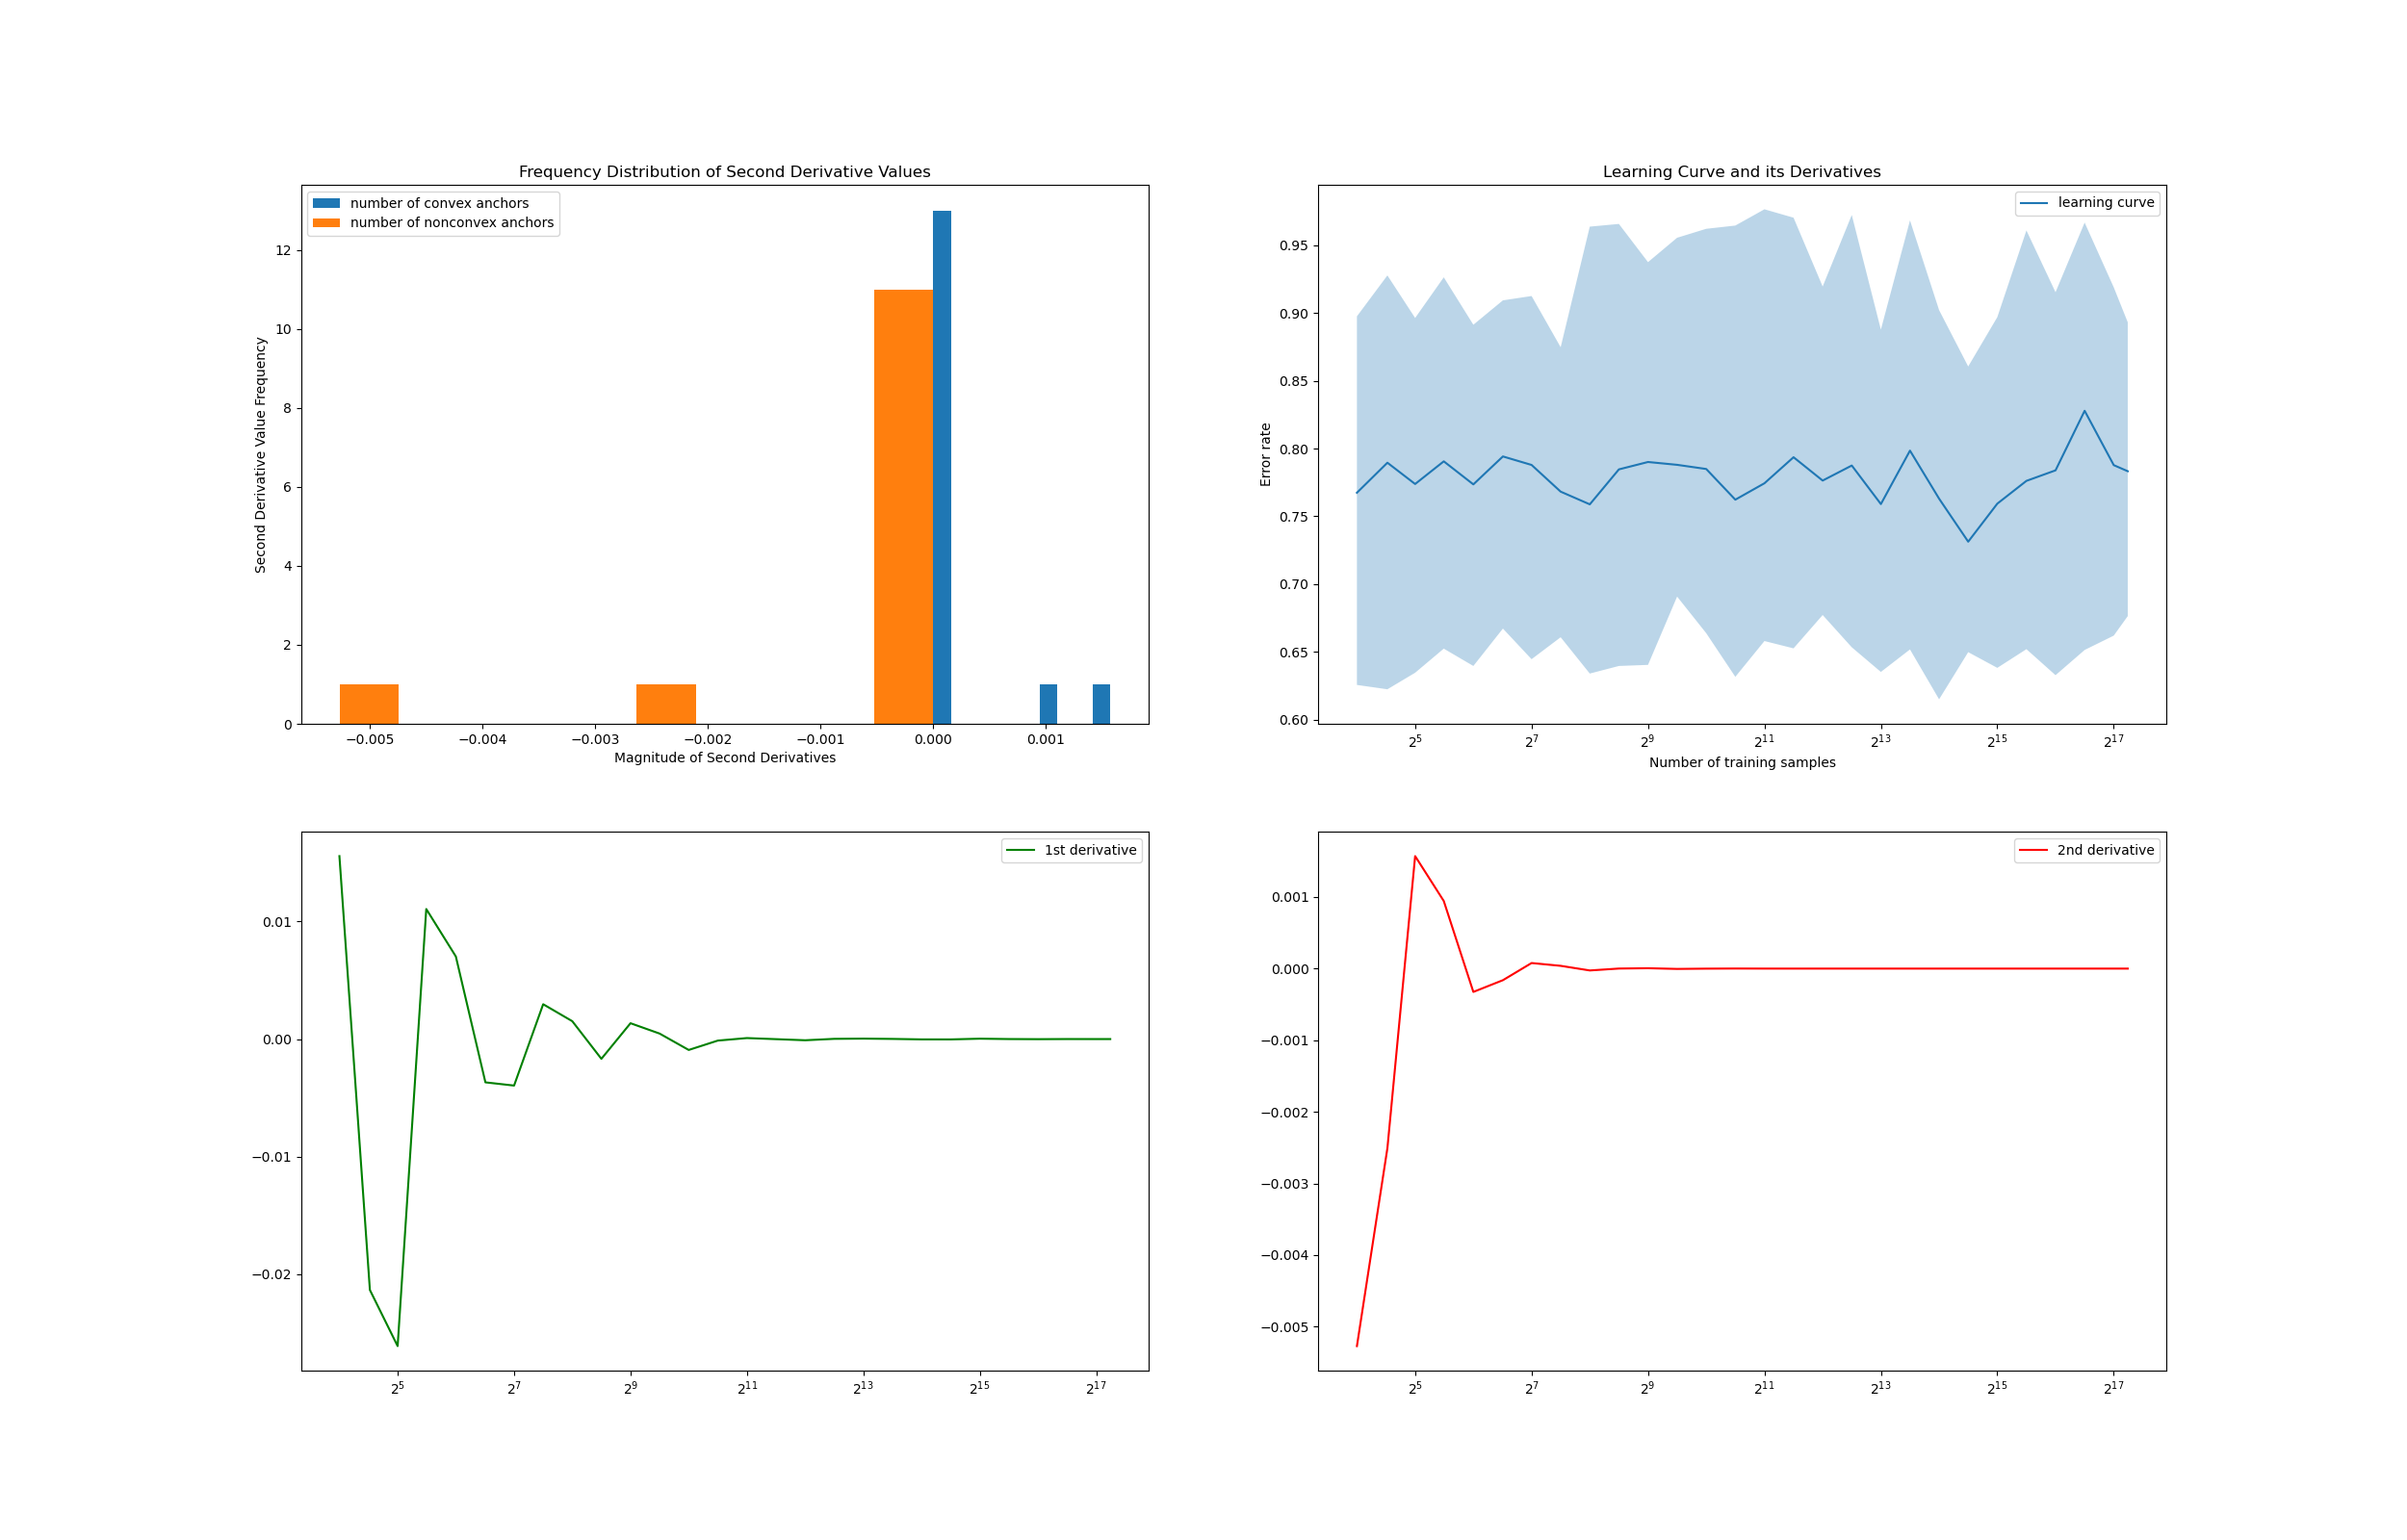 Frequency Distribution of Second Derivative Values
number of convex anchors
number of nonconvex anchors
12
10
8
6
4
2
0
Second Derivative Value Frequency
−0.005 −0.004 −0.003 −0.002 −0.001 0.000 0.001
Magnitude of Second Derivatives
Learning Curve and its Derivatives
learning curve
0.95
0.90
0.85
0.80
0.75
0.70
0.65
0.60
Error rate
2^5 2^7 2^9 2^11 2^13 2^15 2^17
Number of training samples
1st derivative
0.01
0.00
−0.01
−0.02
2^5 2^7 2^9 2^11 2^13 2^15 2^17
2nd derivative
0.001
0.000
−0.001
−0.002
−0.003
−0.004
−0.005
2^5 2^7 2^9 2^11 2^13 2^15 2^17